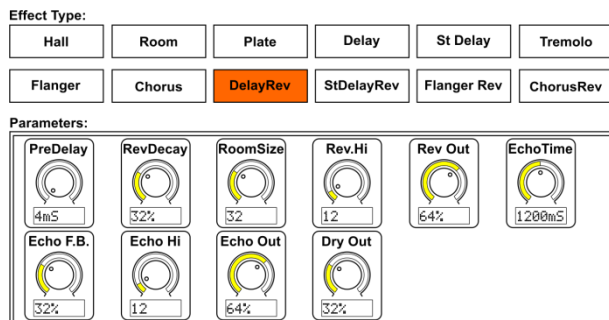 Effect Type:
Hall Room Plate Delay St Delay Tremolo
Flanger Chorus DelayRev StDelayRev Flanger Rev ChorusRev
Parameters:
PreDelay RevDecay RoomSize Rev.Hi Rev Out EchoTime
4mS 32% 32 12 64% 1200mS
Echo F.B. Echo Hi Echo Out Dry Out
32% 12 64% 32%